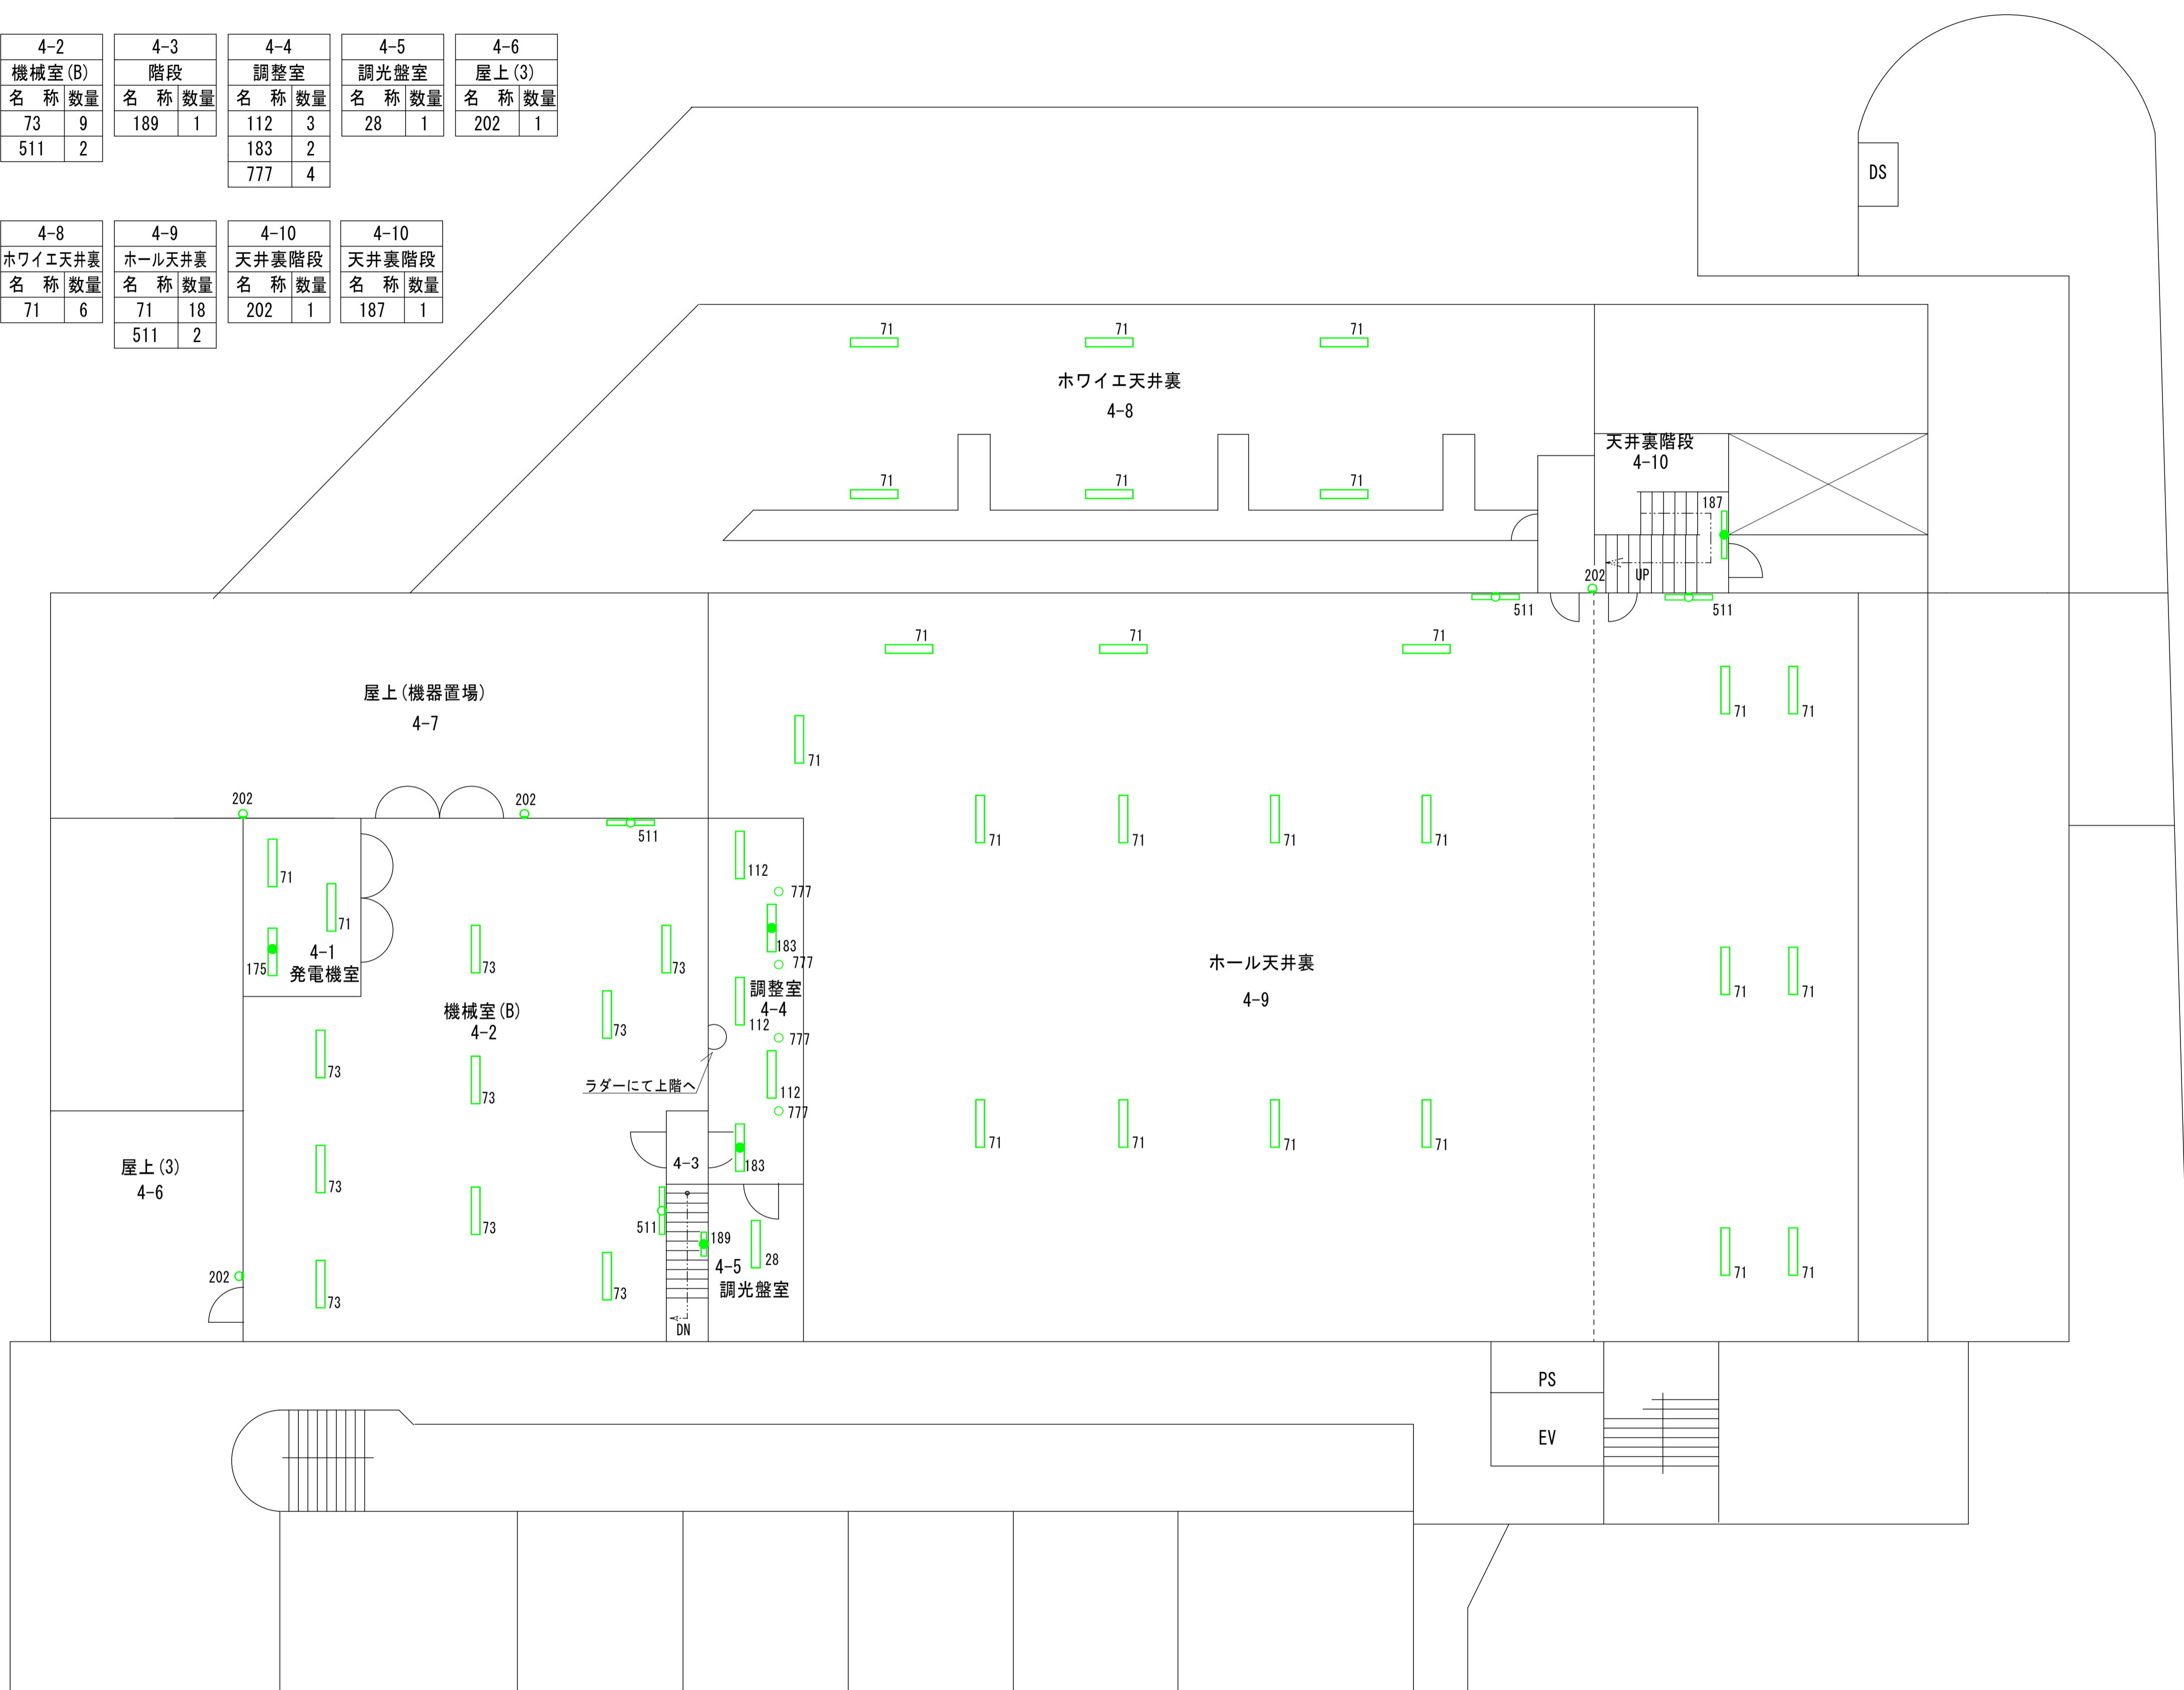 4-2 4-3 4-4 4-5 4-6
機械室(B) 階段 調整室 調光盤室 屋上(3)
名 称 数量 名 称 数量 名 称 数量 名 称 数量 名 称 数量
73 9 189 1 112 3 28 1 202 1
511 2 183 2
777 4
4-8 4-9 4-10 4-10
ホワイエ天井裏 ホール天井裏 天井裏階段 天井裏階段
名 称 数量 名 称 数量 名 称 数量 名 称 数量
71 6 71 18 202 1 187 1
511 2
DS
71 71 71
ホワイエ天井裏
4-8
天井裏階段
4-10
71 71 71
187
202 UP
511 511
71 71 71
屋上(機器置場)
4-7
71 71
71
202 202
511
71 71 71 71
112
71
777
71
183
4-1
発電機室
175
73 73
777
ホール天井裏
4-9
調整室
4-4
71 71
機械室(B)
4-2
73
112
777
73
ラダーにて上階へ
73
112
777
71 71 71 71
屋上(3)
4-6
4-3
183
73
73
511
189
4-5
調光盤室
28
202
71 71
73
73
DN
PS
EV